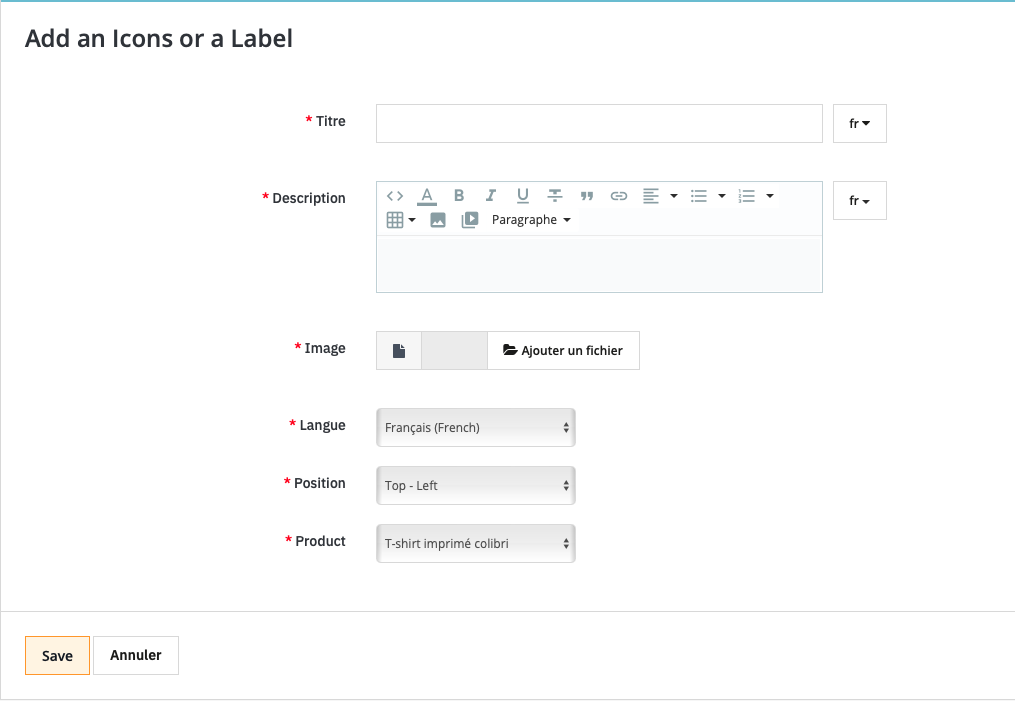 Add an Icons or a Label
* Titre
fr
* Description
A B I U
fr
Paragraphe
* Image
Ajouter un fichier
* Langue
Français (French)
* Position
Top - Left
* Product
T-shirt imprimé colibri
Save
Annuler